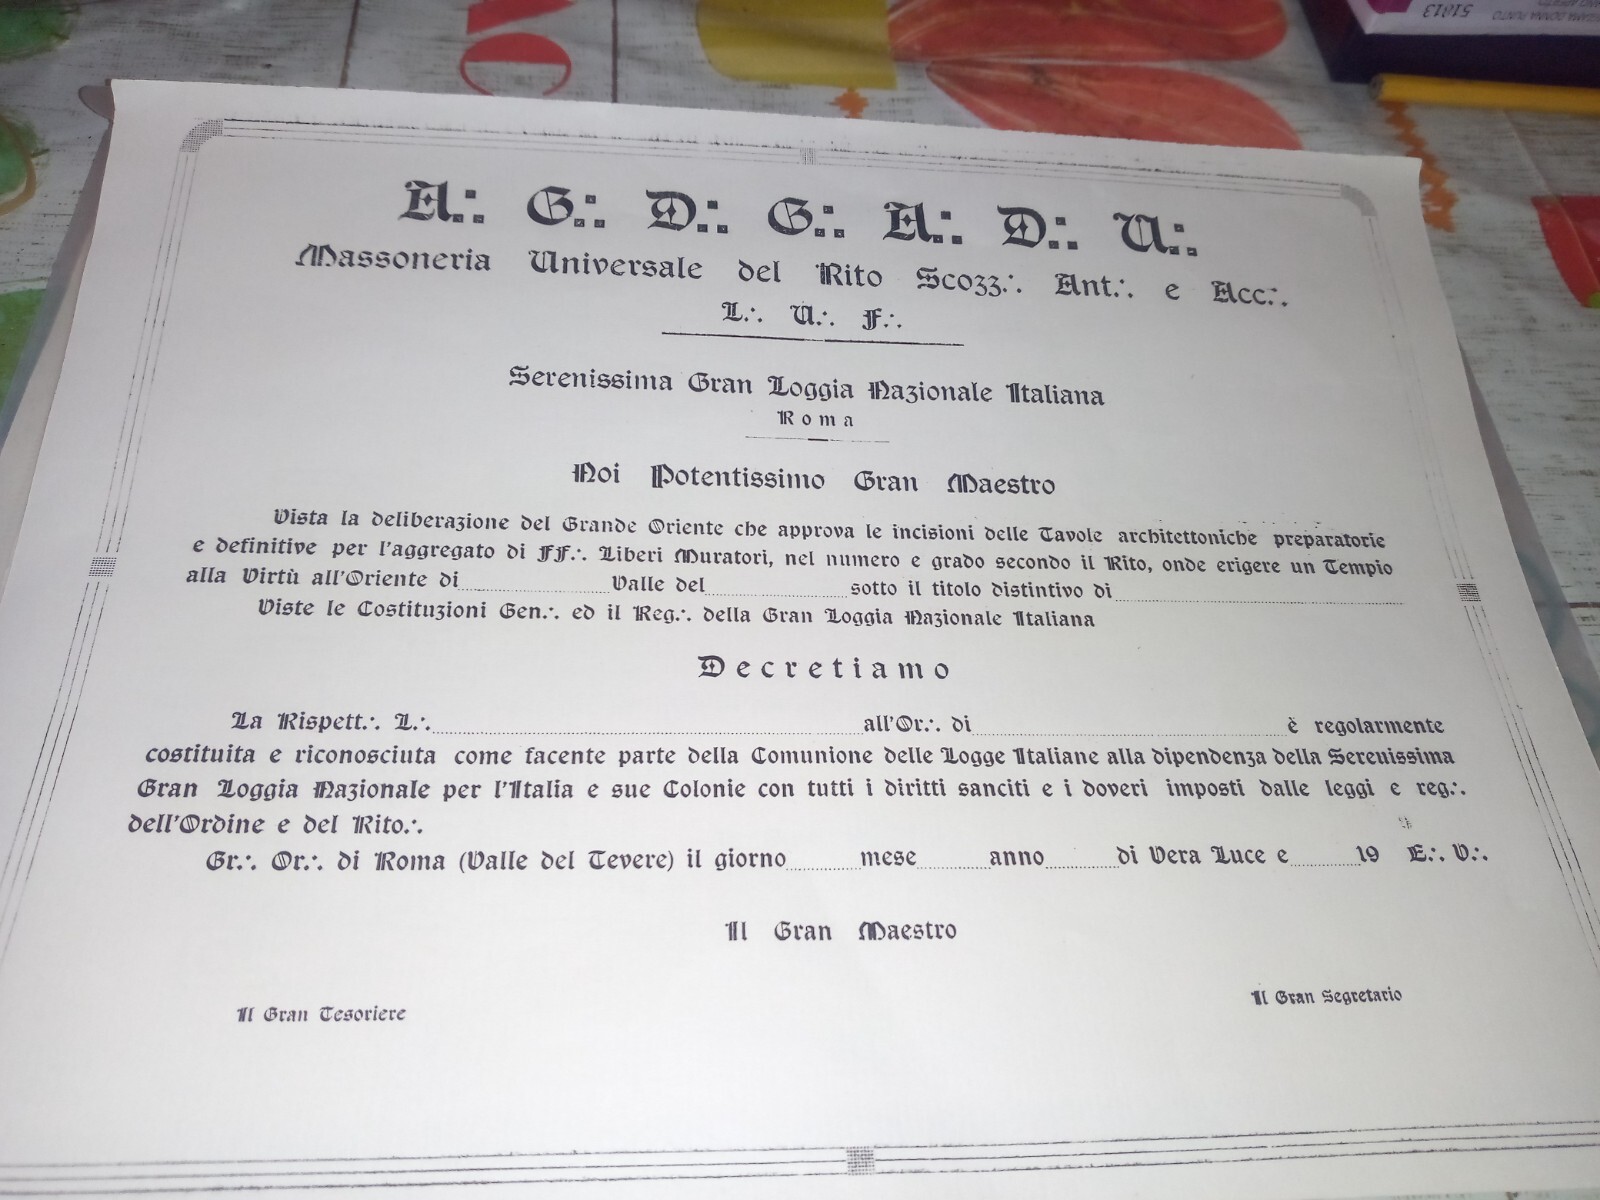 51813
A.:. G.:. D.:. G.:. A.:. D.:. U.:.
Massoneria Universale del Rito Scozz.:. Ant.:. e Acc.:.
L.:. U.:. F.:.
Serenissima Gran Loggia Nazionale Italiana
Roma
Noi Potentissimo Gran Maestro
Vista la deliberazione del Grande Oriente che approva le incisioni delle Tavole architettoniche preparatorie
e definitive per l'aggregato di FF.:. Liberi Muratori, nel numero e grado secondo il Rito, onde erigere un Tempio
alla Virtù all'Oriente di Valle del sotto il titolo distintivo di
Viste le Costituzioni Gen.:. ed il Reg.:. della Gran Loggia Nazionale Italiana
Decretiamo
La Rispett.:. L.:. all'Or.:. di è regolarmente
costituita e riconosciuta come facente parte della Comunione delle Logge Italiane alla dipendenza della Serenissima
Gran Loggia Nazionale per l'Italia e sue Colonie con tutti i diritti sanciti e i doveri imposti dalle leggi e reg.:.
dell'Ordine e del Rito.:.
Gr.:. Or.:. di Roma (Valle del Tevere) il giorno mese anno di Vera Luce e 19 E.:. V.:.
Il Gran Maestro
Il Gran Tesoriere
Il Gran Segretario